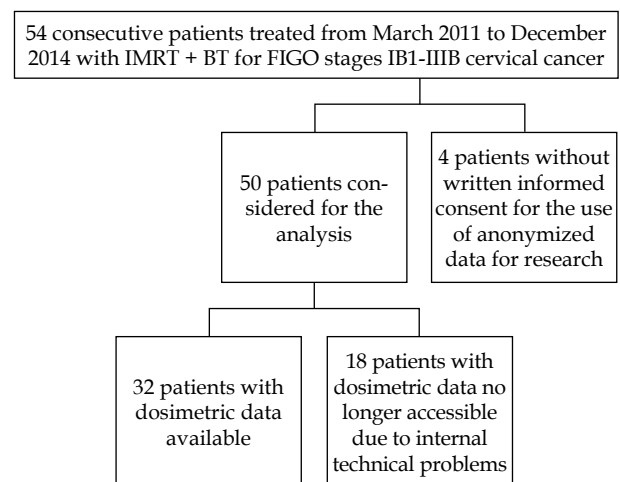 54 consecutive patients treated from March 2011 to December
2014 with IMRT + BT for FIGO stages IB1-IIIB cervical cancer
50 patients con-
sidered for the
analysis
4 patients without
written informed
consent for the use
of anonymized
data for research
32 patients with
dosimetric data
available
18 patients with
dosimetric data no
longer accessible
due to internal
technical problems